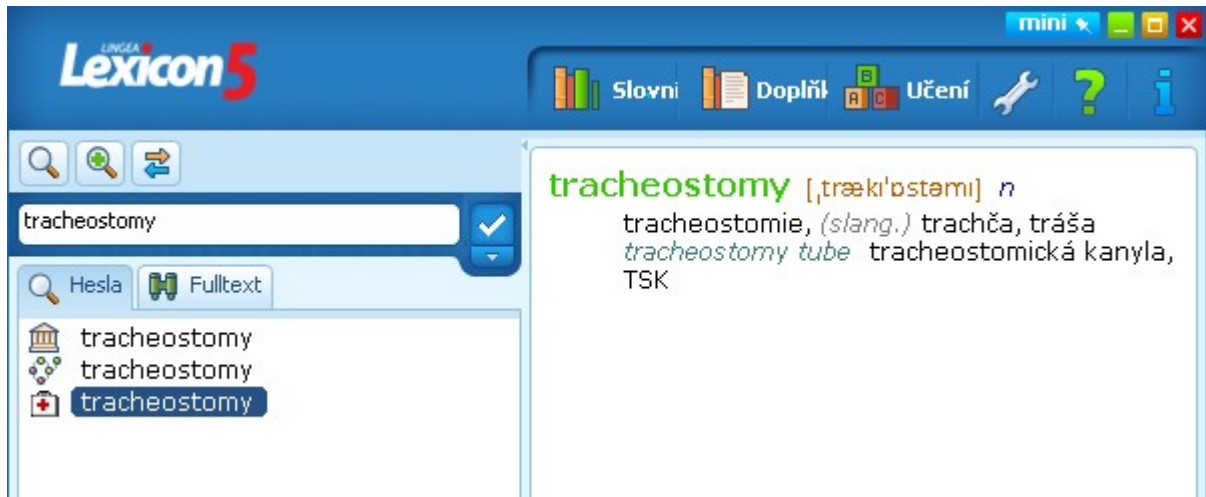 mini
LINGEA
Lexicon5
Slovní
Doplňk
A B C
Učení
?
i
tracheostomy
Hesla
Fulltext
tracheostomy
tracheostomy
tracheostomy
tracheostomy [ˌtrækɪˈɒstəmɪ] n
tracheostomie, (slang.) trachča, tráša
tracheostomy tube tracheostomická kanyla,
TSK